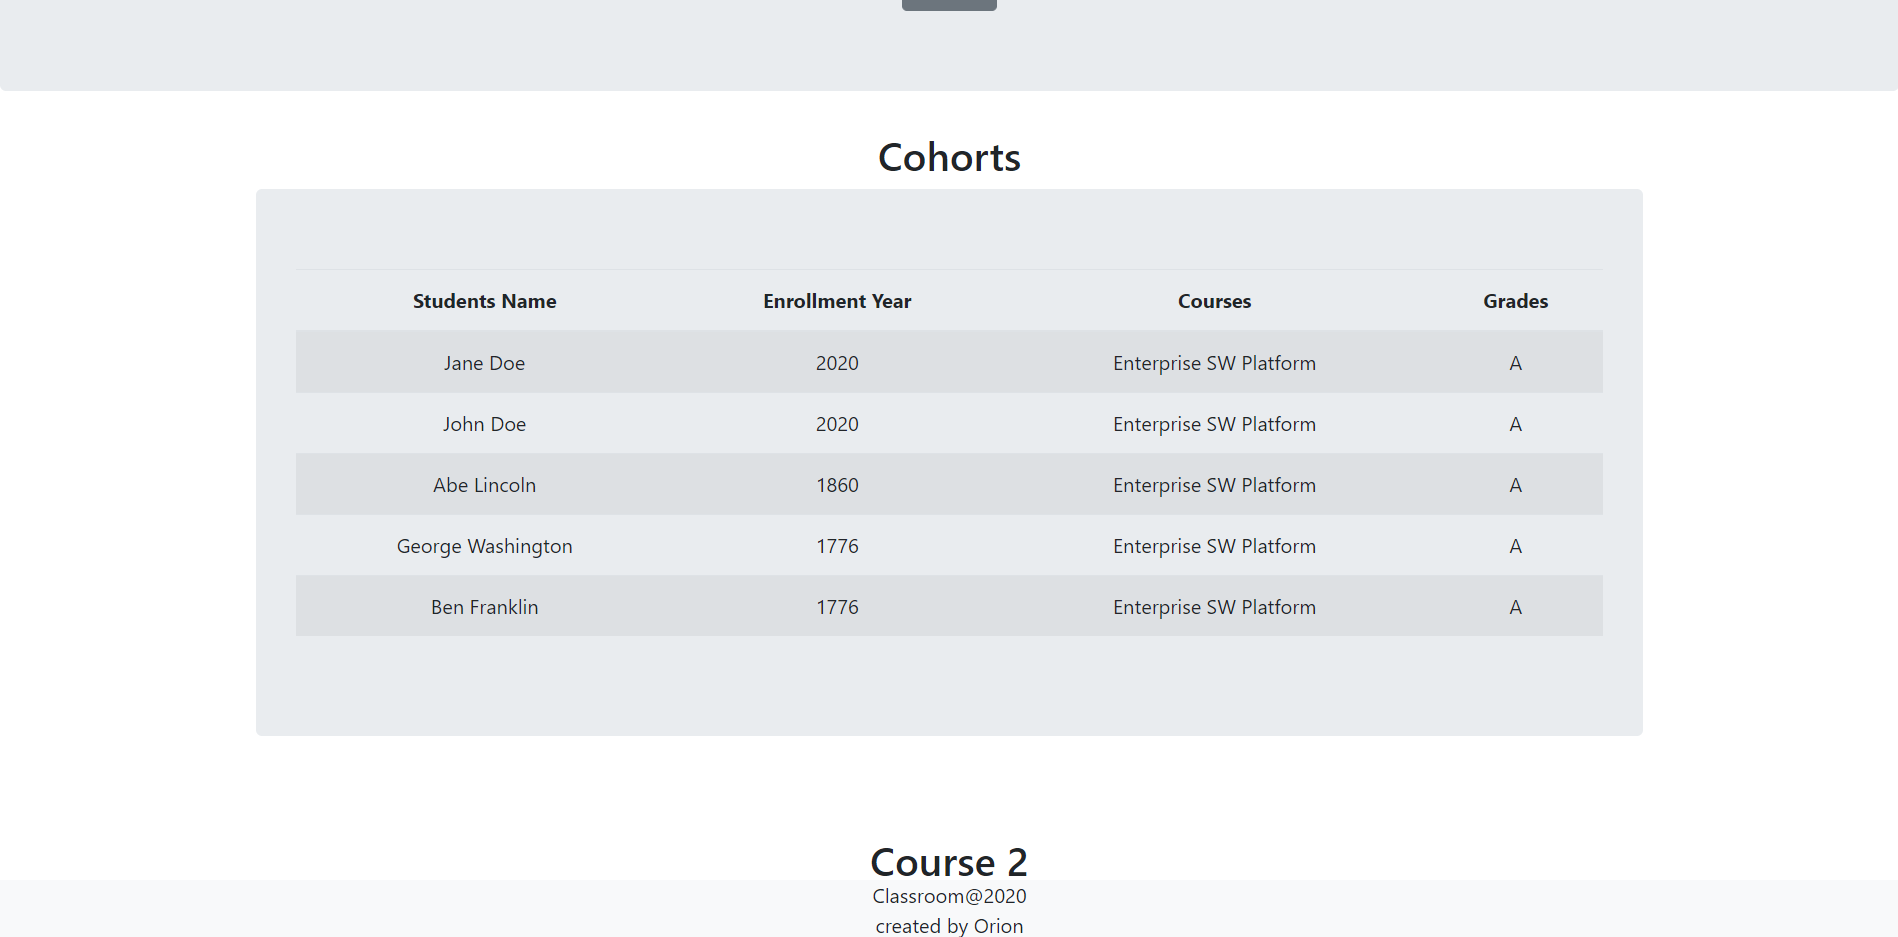 Cohorts
Students Name Enrollment Year Courses Grades
Jane Doe 2020 Enterprise SW Platform A
John Doe 2020 Enterprise SW Platform A
Abe Lincoln 1860 Enterprise SW Platform A
George Washington 1776 Enterprise SW Platform A
Ben Franklin 1776 Enterprise SW Platform A
Course 2
Classroom@2020
created by Orion